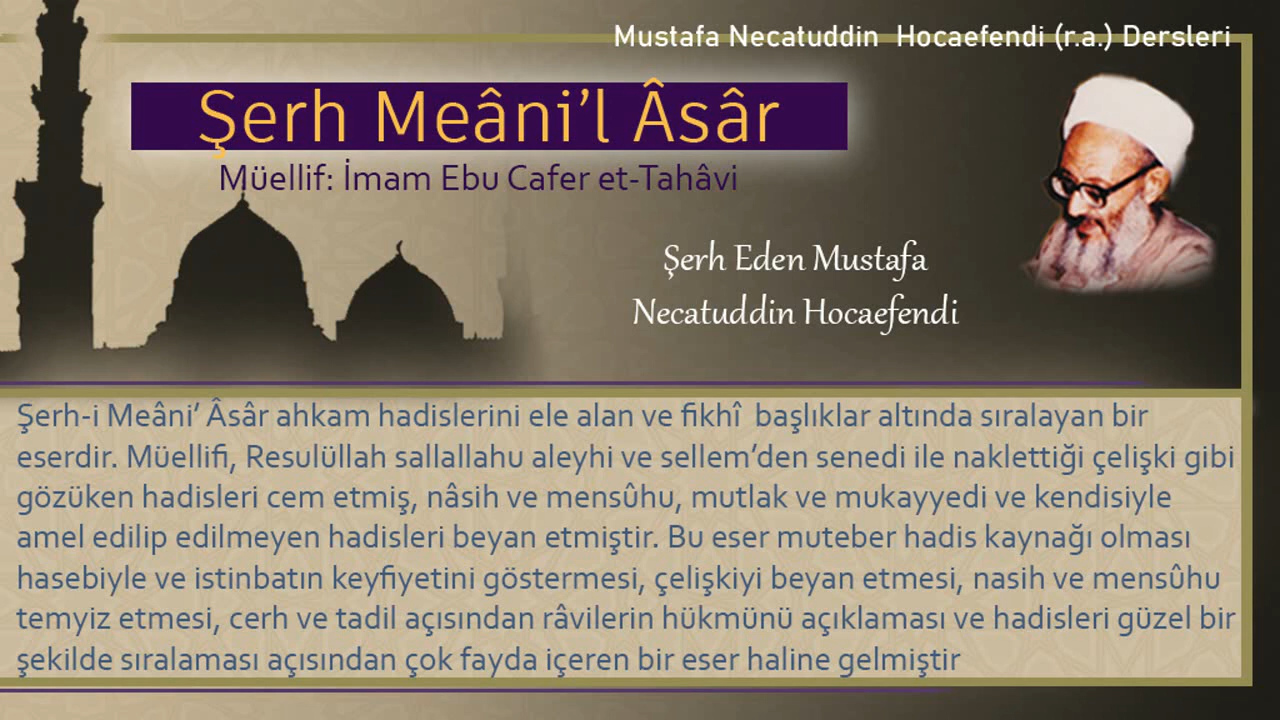 Mustafa Necatuddin  Hocaefendi (r.a.) Dersleri
Şerh Meâni’l Âsâr
Müellif: İmam Ebu Cafer et-Tahâvi
Şerh Eden Mustafa
Necatuddin Hocaefendi
Şerh-i Meâni’ Âsâr ahkam hadislerini ele alan ve fikhî  başlıklar altında sıralayan bir
eserdir. Müellifi, Resulüllah sallallahu aleyhi ve sellem’den senedi ile naklettiği çelişki gibi
gözüken hadisleri cem etmiş, nâsih ve mensûhu, mutlak ve mukayyedi ve kendisiyle
amel edilip edilmeyen hadisleri beyan etmiştir. Bu eser muteber hadis kaynağı olması
hasebiyle ve istinbatın keyfiyetini göstermesi, çelişkiyi beyan etmesi, nasih ve mensûhu
temyiz etmesi, cerh ve tadil açısından râvilerin hükmünü açıklaması ve hadisleri güzel bir
şekilde sıralaması açısından çok fayda içeren bir eser haline gelmiştir